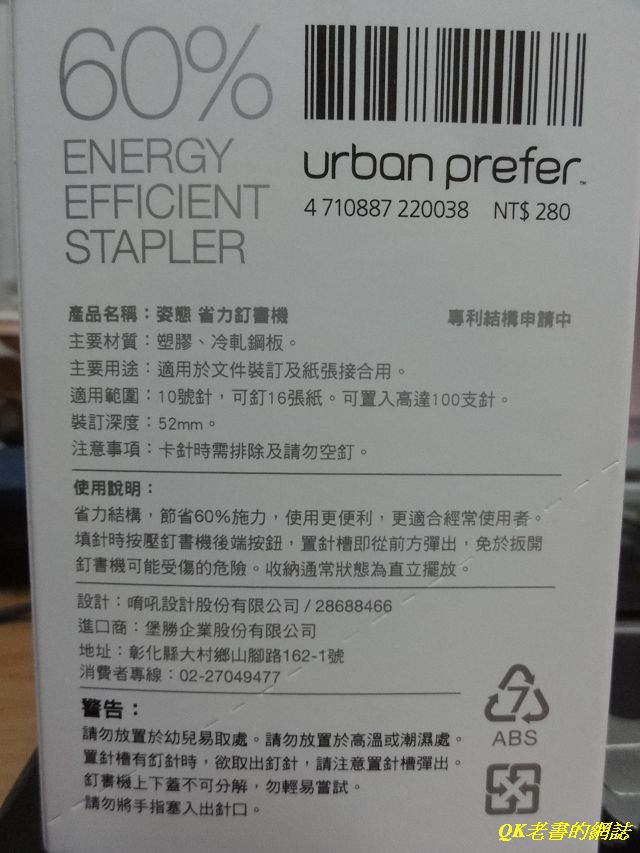 60%
ENERGY
EFFICIENT
STAPLER
urban prefer
4 710887 220038 NT$ 280
產品名稱：姿態 省力釘書機 專利結構申請中
主要材質：塑膠、冷軋鋼板。
主要用途：適用於文件裝訂及紙張接合用。
適用範圍：10號針，可釘16張紙。可置入高達100支針。
裝訂深度：52mm。
注意事項：卡針時需排除及請勿空釘。
使用說明：
省力結構，節省60%施力，使用更便利，更適合經常使用者。
填針時按壓釘書機後端按鈕，置針槽即從前方彈出，免於扳開
釘書機可能受傷的危險。收納通常狀態為直立擺放。
設計：唷吼設計股份有限公司 / 28688466
進口商：堡勝企業股份有限公司
地址：彰化縣大村鄉山腳路162-1號
消費者專線：02-27049477
警告：
請勿放置於幼兒易取處。請勿放置於高溫或潮濕處。
置針槽有釘針時，欲取出釘針，請注意置針槽彈出。
釘書機上下蓋不可分解，勿輕易嘗試。
請勿將手指塞入出針口。
7
ABS
QK老書的網誌